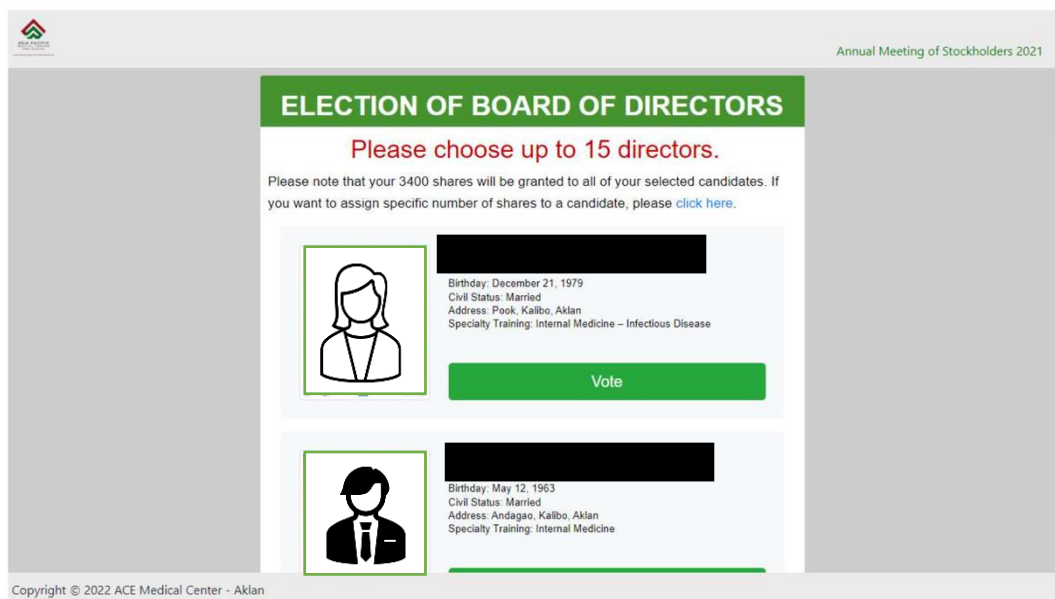 ASIA PACIFIC
Annual Meeting of Stockholders 2021
ELECTION OF BOARD OF DIRECTORS
Please choose up to 15 directors.
Please note that your 3400 shares will be granted to all of your selected candidates. If
you want to assign specific number of shares to a candidate, please click here.
Birthday: December 21, 1979
Civil Status: Married
Address: Pook, Kalibo, Aklan
Specialty Training: Internal Medicine – Infectious Disease
Vote
Birthday: May 12, 1963
Civil Status: Married
Address: Andagao, Kalibo, Aklan
Specialty Training: Internal Medicine
Copyright © 2022 ACE Medical Center - Aklan